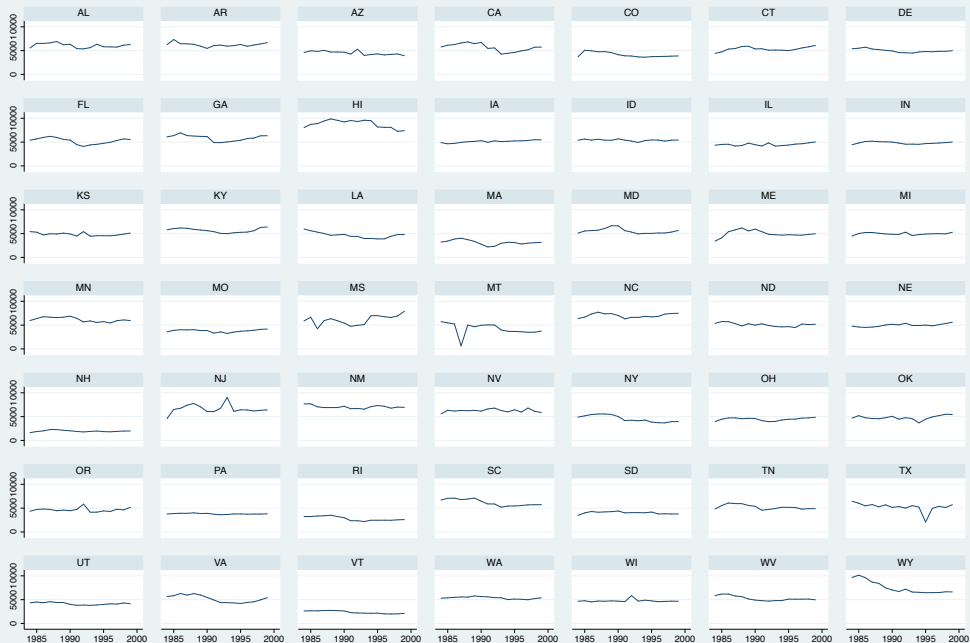 AL AR AZ CA CO CT DE
0 5000 10000
FL GA HI IA ID IL IN
0 5000 10000
KS KY LA MA MD ME MI
0 5000 10000
MN MO MS MT NC ND NE
0 5000 10000
NH NJ NM NV NY OH OK
0 5000 10000
OR PA RI SC SD TN TX
0 5000 10000
UT VA VT WA WI WV WY
0 5000 10000
1985 1990 1995 2000 1985 1990 1995 2000 1985 1990 1995 2000 1985 1990 1995 2000 1985 1990 1995 2000 1985 1990 1995 2000 1985 1990 1995 2000